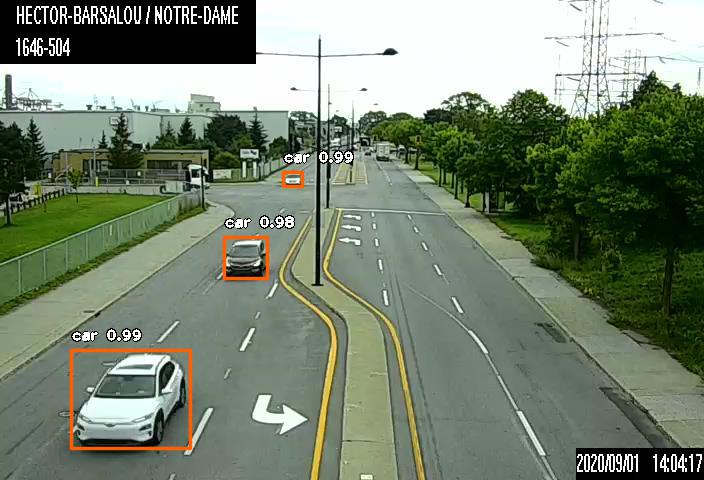 HECTOR-BARSALOU / NOTRE-DAME
1646-504
car 0.99
car 0.98
car 0.99
2020/09/01 14:04:17